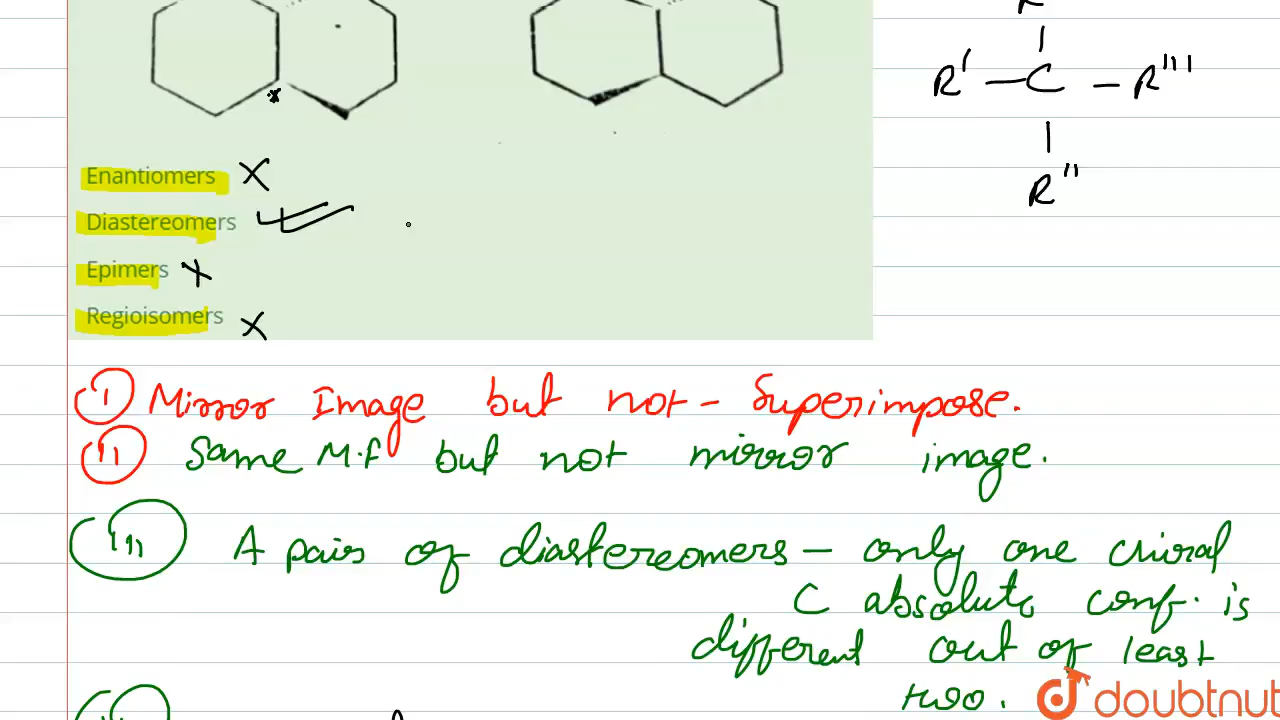 R' — C — R'''
R''
Enantiomers X
Diastereomers
Epimers X
Regioisomers X
(I) Mirror Image but not - Superimpose.
(II) Same M.f but not mirror image.
(III) A pair of diastereomers – only one chiral
C absolute conf. is
different out of least
two.
doubtnut